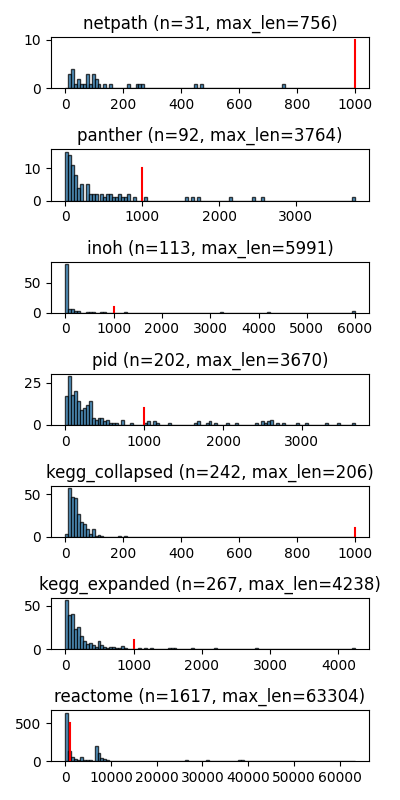 netpath (n=31, max_len=756)
10
0
0 200 400 600 800 1000
panther (n=92, max_len=3764)
10
0
0 1000 2000 3000
inoh (n=113, max_len=5991)
50
0
0 1000 2000 3000 4000 5000 6000
pid (n=202, max_len=3670)
25
0
0 1000 2000 3000
kegg_collapsed (n=242, max_len=206)
50
0
0 200 400 600 800 1000
kegg_expanded (n=267, max_len=4238)
50
0
0 1000 2000 3000 4000
reactome (n=1617, max_len=63304)
500
0
0 10000 20000 30000 40000 50000 60000